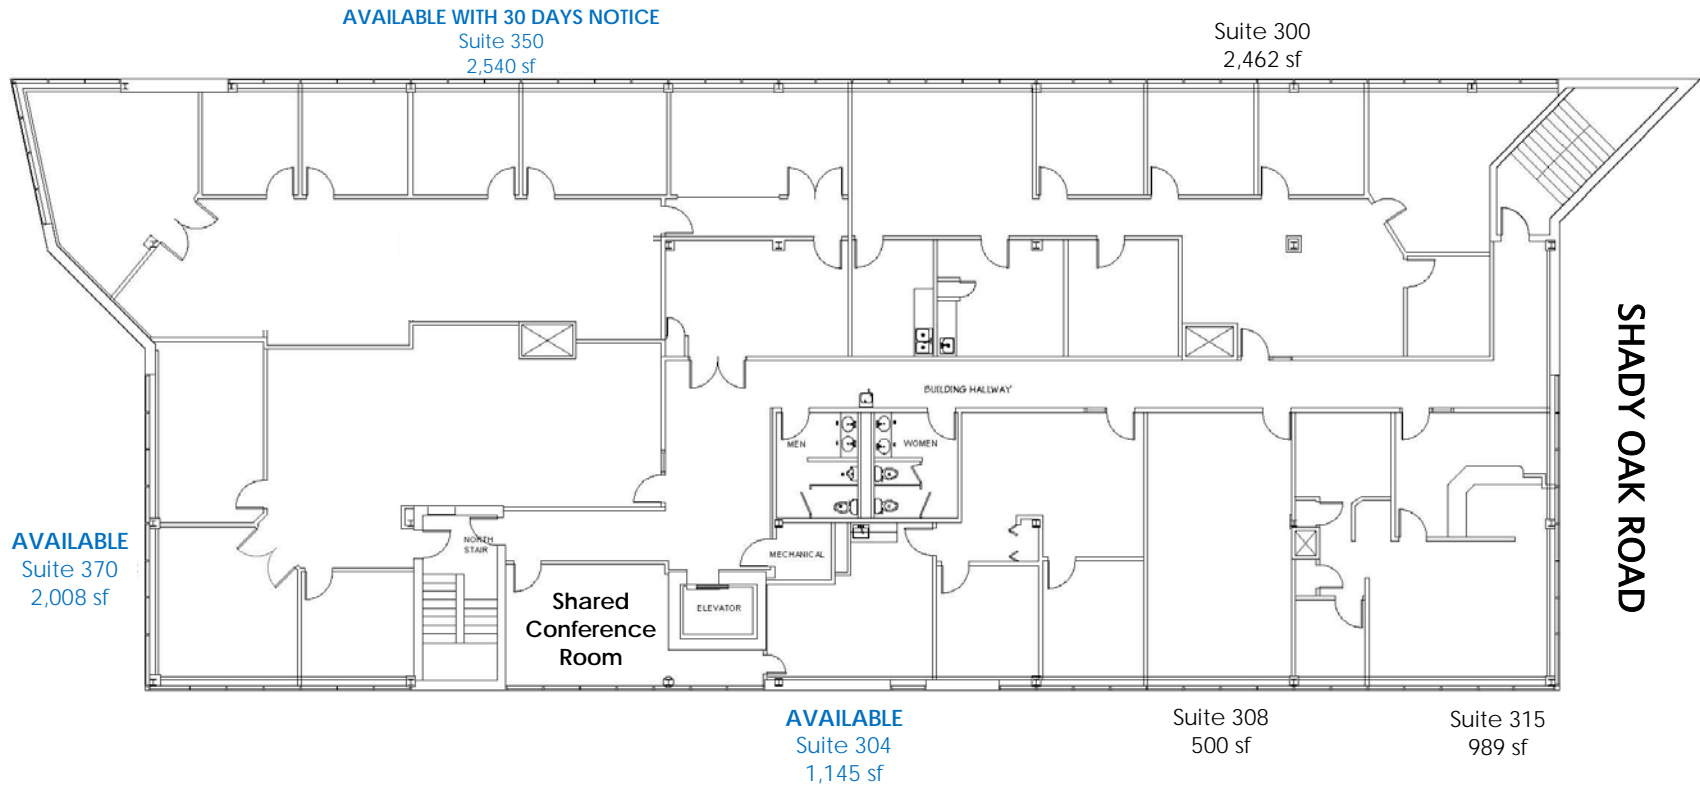 AVAILABLE WITH 30 DAYS NOTICE
Suite 350
2,540 sf
Suite 300
2,462 sf
SHADY OAK ROAD
BUILDING HALLWAY
MEN
WOMEN
AVAILABLE
Suite 370
2,008 sf
NORTH
STAIR
MECHANICAL
ELEVATOR
Shared
Conference
Room
AVAILABLE
Suite 304
1,145 sf
Suite 308
500 sf
Suite 315
989 sf